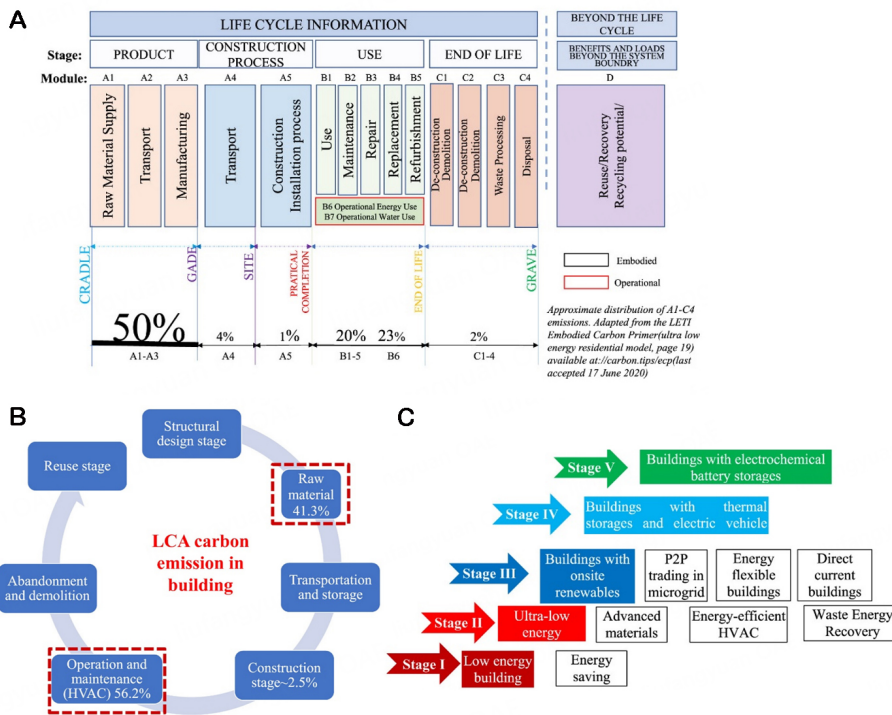 A
LIFE CYCLE INFORMATION
BEYOND THE LIFE
CYCLE
Stage:
PRODUCT
CONSTRUCTION
PROCESS
USE
END OF LIFE
BENEFITS AND LOADS
BEYOND THE SYSTEM
BOUNDRY
Module:
A1
A2
A3
A4
A5
B1
B2
B3
B4
B5
C1
C2
C3
C4
D
Raw Material Supply
Transport
Manufacturing
Transport
Construction
Installation process
Use
Maintenance
Repair
Replacement
Refurbishment
De-construction
Demolition
De-construction
Demolition
Waste Processing
Disposal
Reuse/Recovery
Recycling potential/
B6 Operational Energy Use
B7 Operational Water Use
CRADLE
GADE
SITE
PRATICAL
COMPLETION
END OF LIFE
GRAVE
Embodied
Operational
50%
4%
1%
20%
23%
2%
A1-A3
A4
A5
B1-5
B6
C1-4
Approximate distribution of A1-C4
emissions. Adapted from the LETI
Embodied Carbon Primer(ultra low
energy residential model, page 19)
available at://carbon.tips/ecp(last
accepted 17 June 2020)
B
Structural
design stage
Reuse stage
Raw
material
41.3%
LCA carbon
emission in
building
Abandonment
and demolition
Transportation
and storage
Operation and
maintenance
(HVAC) 56.2%
Construction
stage~2.5%
C
Stage V
Buildings with electrochemical
battery storages
Stage IV
Buildings with thermal
storages and electric vehicle
Stage III
Buildings with
onsite
renewables
P2P
trading in
microgrid
Energy
flexible
buildings
Direct
current
buildings
Stage II
Ultra-low
energy
Advanced
materials
Energy-efficient
HVAC
Waste Energy
Recovery
Stage I
Low energy
building
Energy
saving